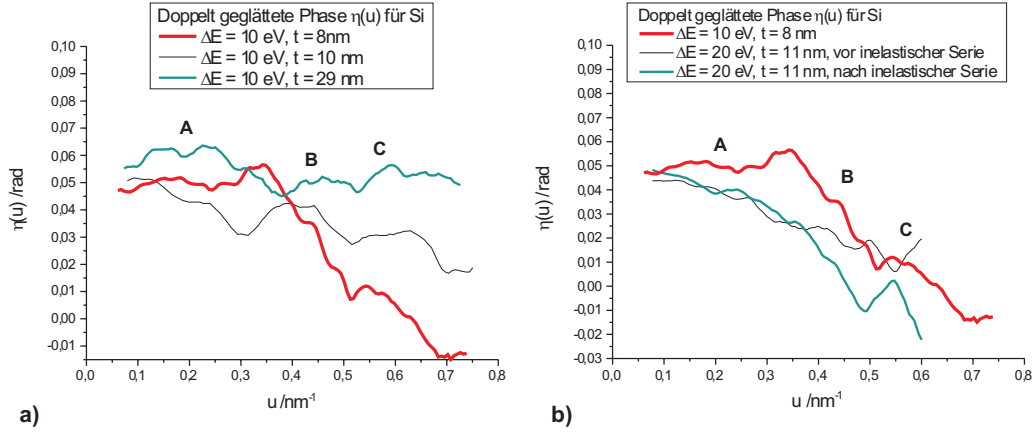 Doppelt geglättete Phase η(u) für Si
ΔE = 10 eV, t = 8nm
ΔE = 10 eV, t = 10 nm
ΔE = 10 eV, t = 29 nm
0,10
0,09
0,08
0,07
0,06
0,05
0,04
0,03
0,02
0,01
0,00
-0,01
η(u) /rad
A
B
C
0,0 0,1 0,2 0,3 0,4 0,5 0,6 0,7 0,8
u /nm⁻¹
a)
Doppelt geglättete Phase η(u) für Si
ΔE = 10 eV, t = 8 nm
ΔE = 20 eV, t = 11 nm, vor inelastischer Serie
ΔE = 20 eV, t = 11 nm, nach inelastischer Serie
0,10
0,09
0,08
0,07
0,06
0,05
0,04
0,03
0,02
0,01
0,00
-0,01
-0,02
-0,03
η(u) /rad
A
B
C
0,0 0,1 0,2 0,3 0,4 0,5 0,6 0,7 0,8
u /nm⁻¹
b)